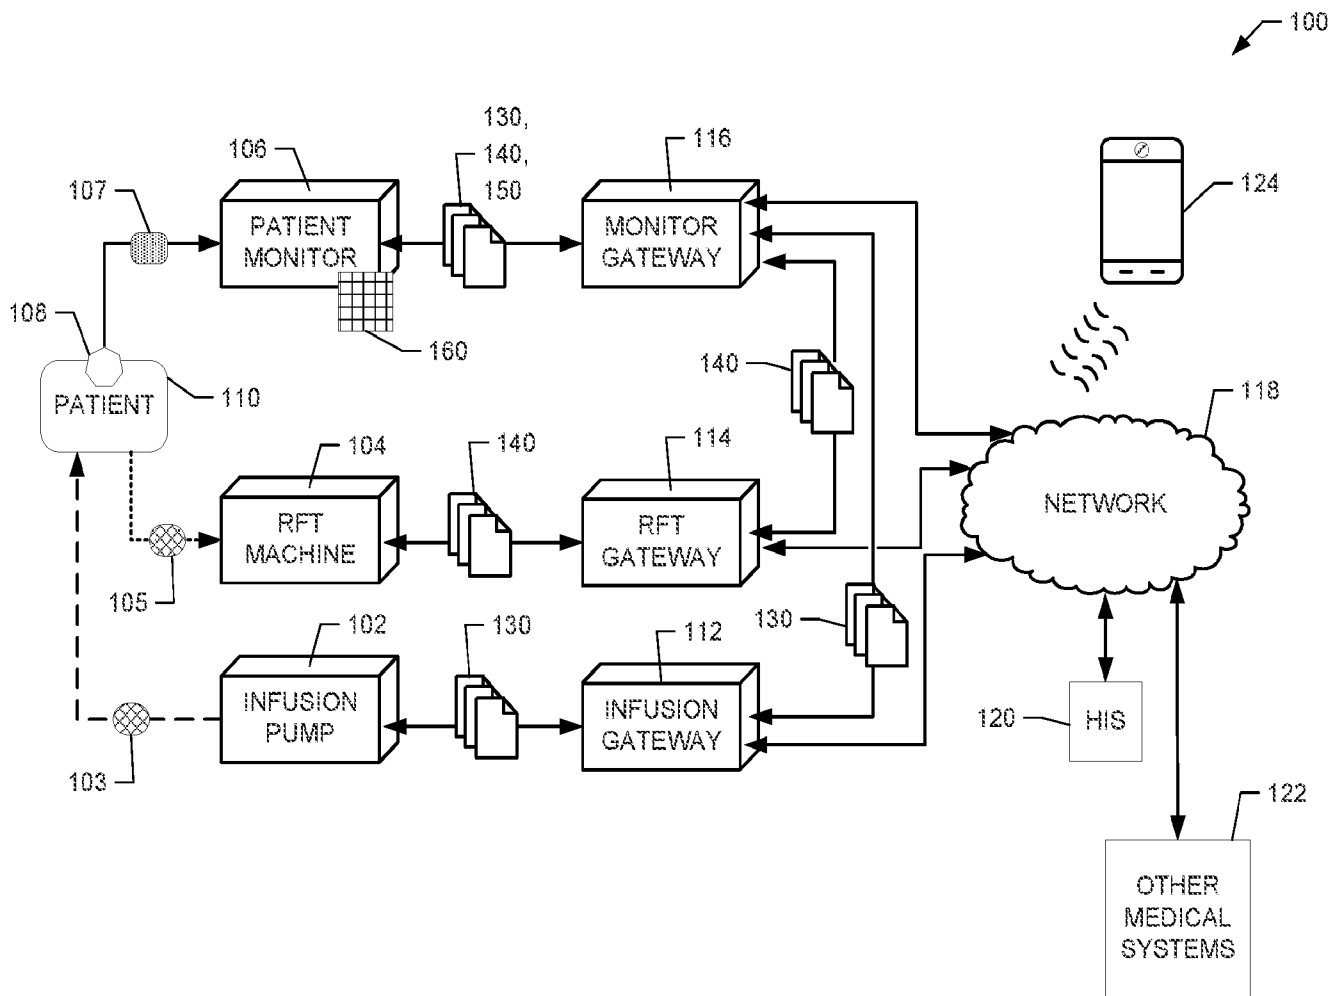 100
130,
140,
150
106
116
107
124
PATIENT
MONITOR
MONITOR
GATEWAY
108
160
140
110
118
PATIENT
104
140
114
NETWORK
RFT
MACHINE
RFT
GATEWAY
105
102
130
112
130
INFUSION
PUMP
INFUSION
GATEWAY
120
HIS
103
122
OTHER
MEDICAL
SYSTEMS